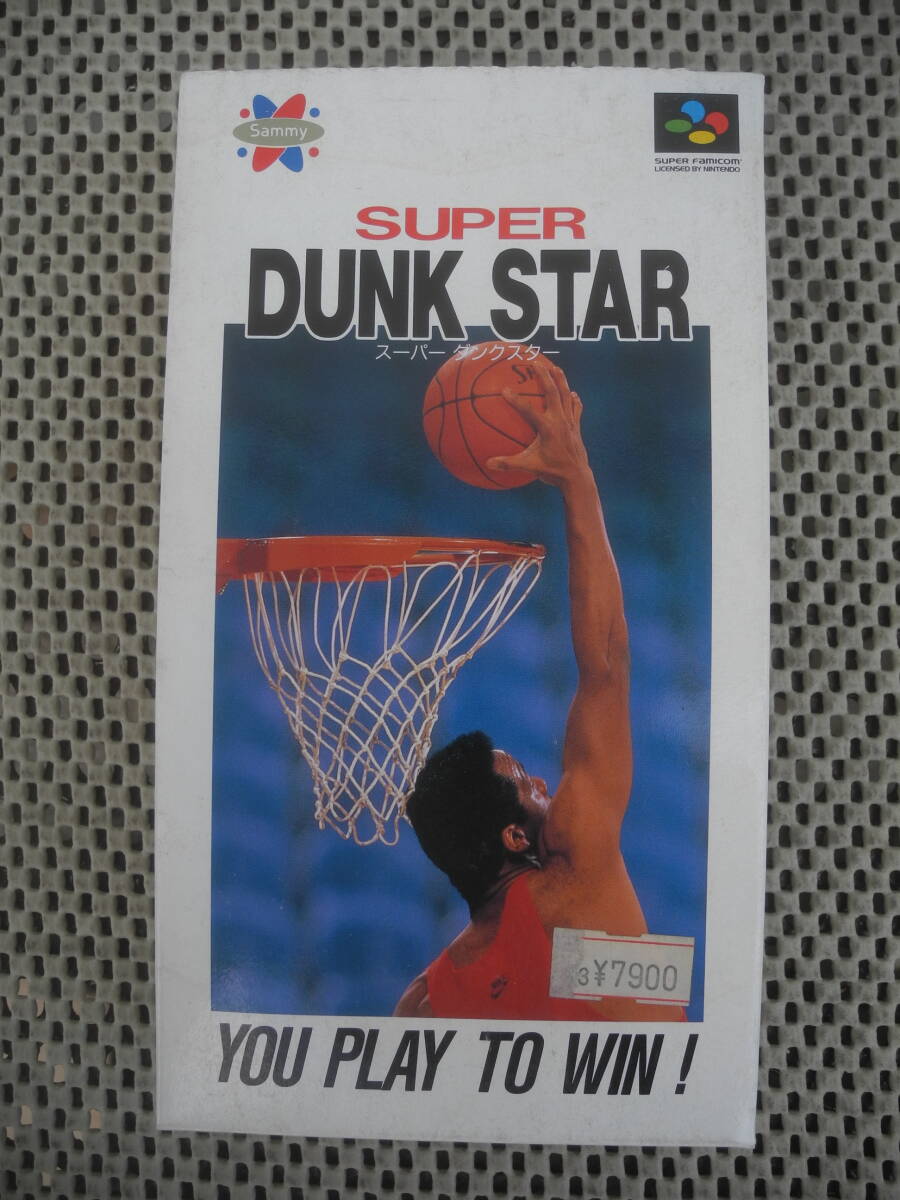 Sammy
SUPER FAMICOM
LICENSED BY NINTENDO
SUPER
DUNK STAR
スーパー ダンクスター
YOU PLAY TO WIN !
3¥7900